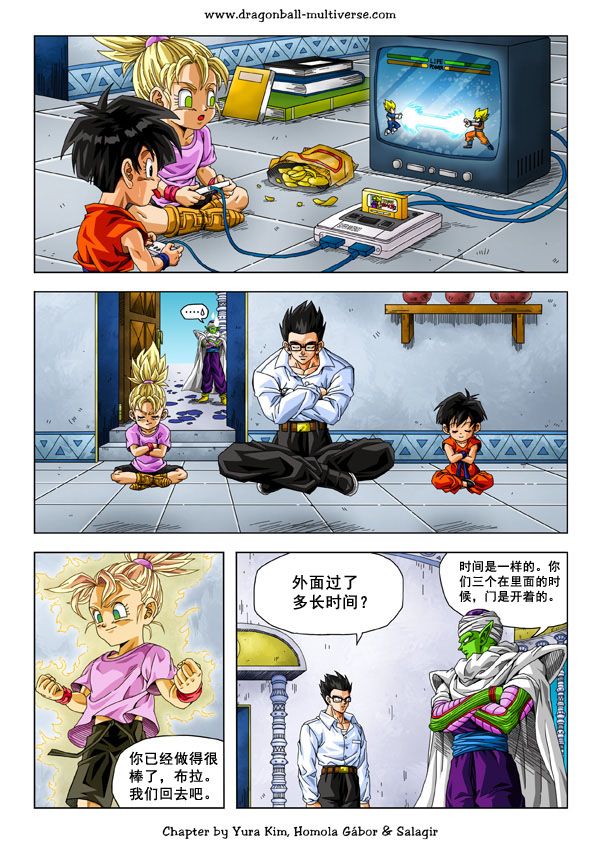 www.dragonball-multiverse.com
LIFE
POWER
.....
外面过了
多长时间？
时间是一样的。你
们三个在里面的时
候，门是开着的。
你已经做得很
棒了，布拉。
我们回去吧。
Chapter by Yura Kim, Homola Gábor & Salagir